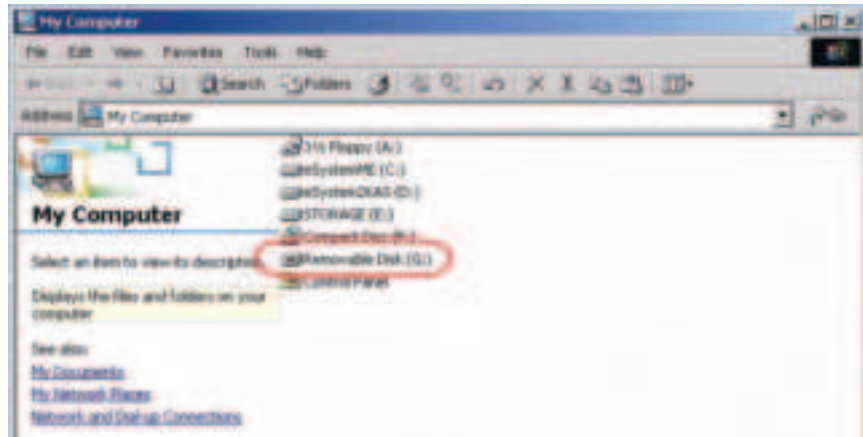 My Computer
File Edit View Favorites Tools Help
Search Folders
Address My Computer
3½ Floppy (A:)
STORAGE (E:)
My Computer
Compact Disc (F:)
Select an item to view its description.
Removable Disk (G:)
Control Panel
Displays the files and folders on your
computer
See also:
My Documents
My Network Places
Network and Dial-up Connections